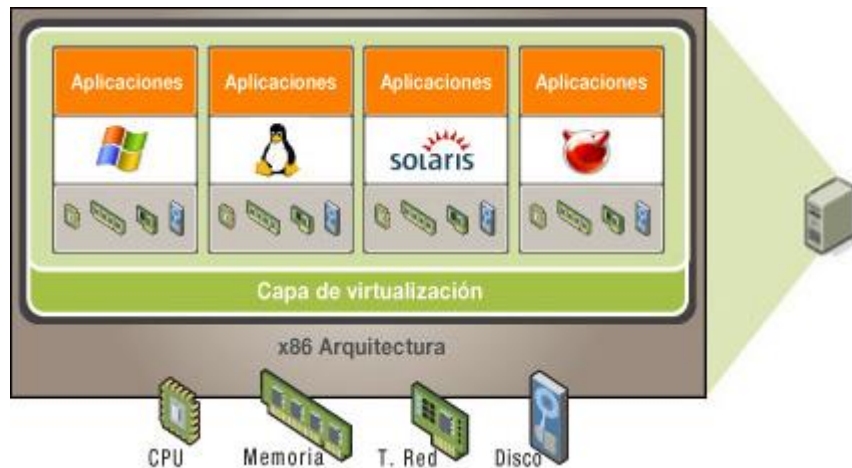 Aplicaciones Aplicaciones Aplicaciones Aplicaciones
solaris
Capa de virtualización
x86 Arquitectura
CPU Memoria T. Red Disco